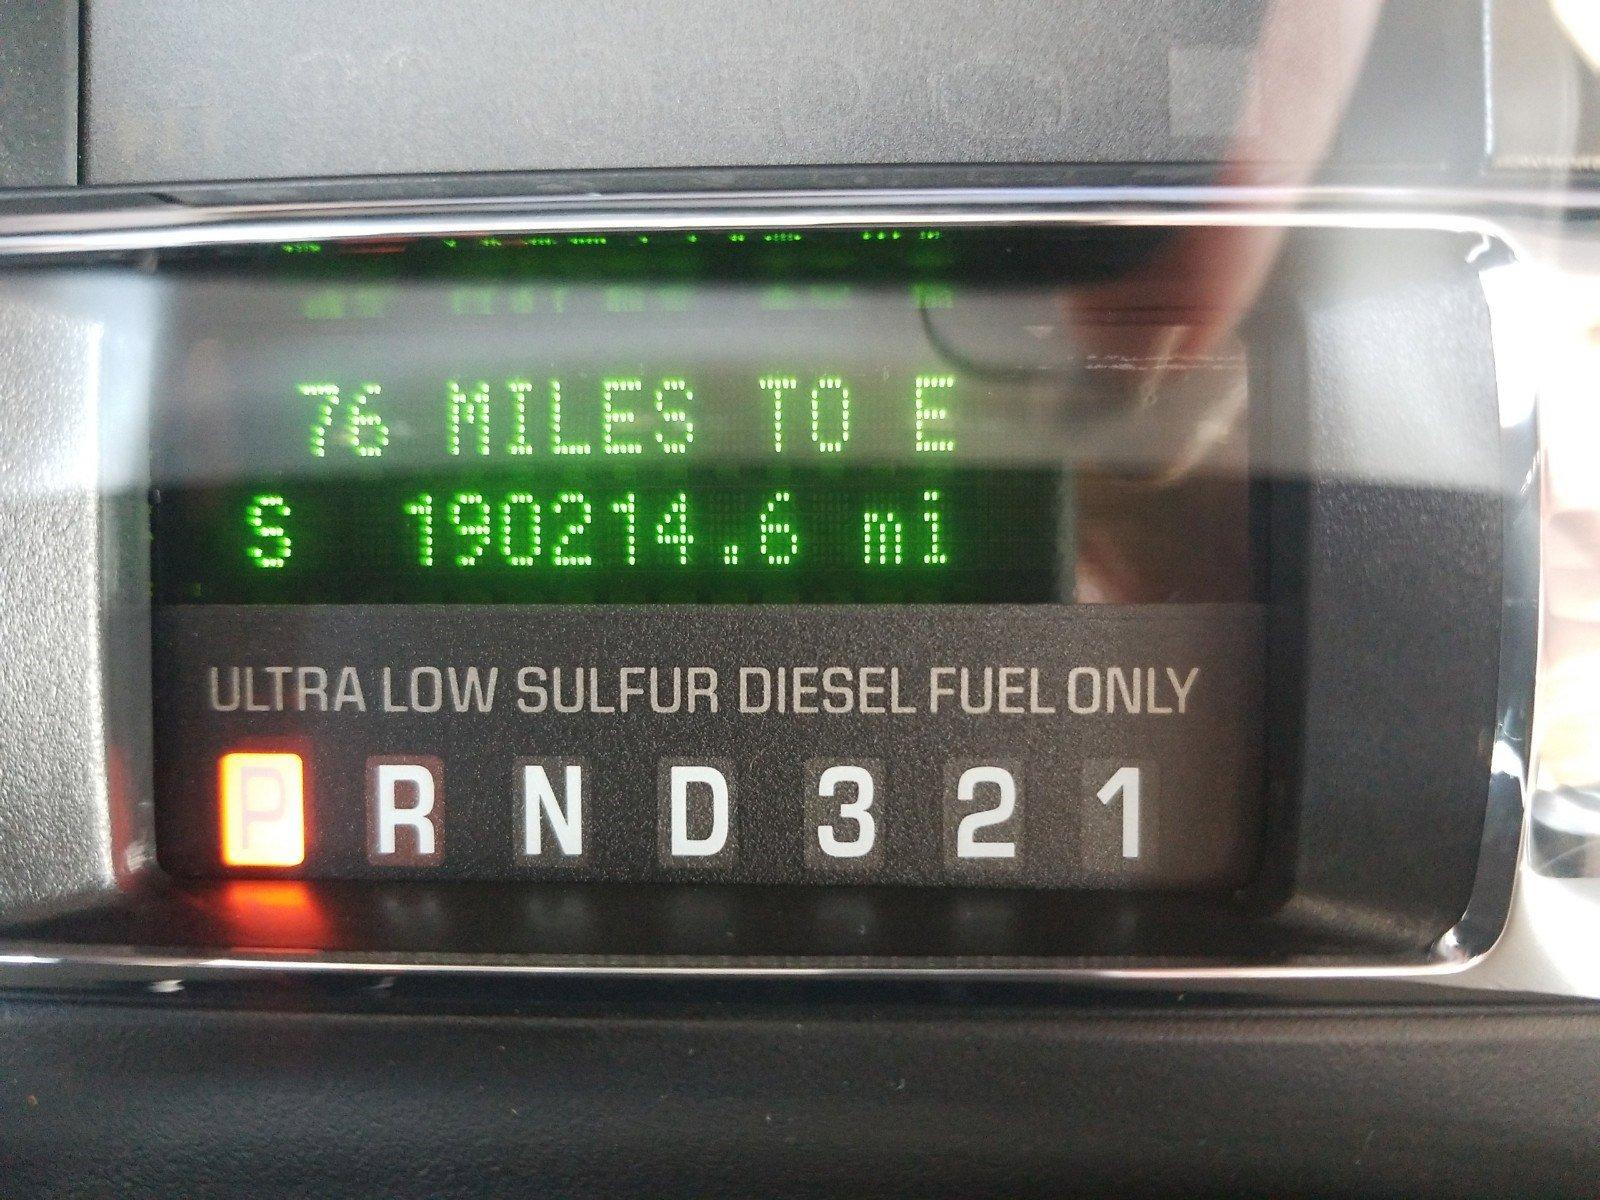 76 MILES TO E
S 190214.6 mi
ULTRA LOW SULFUR DIESEL FUEL ONLY
P R N D 3 2 1